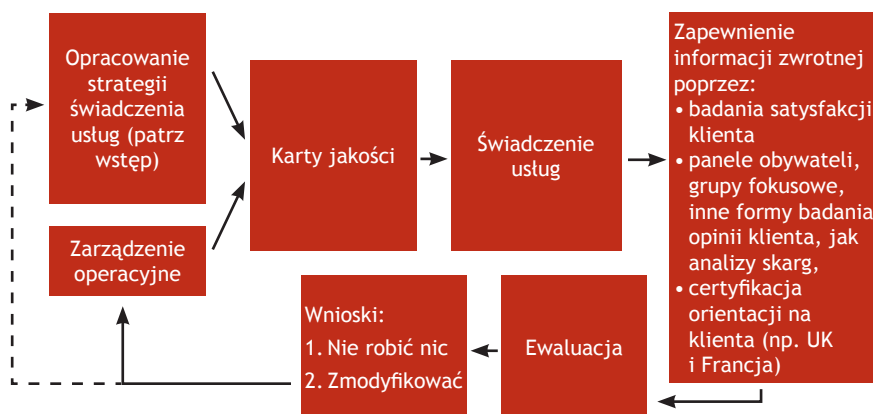 Opracowanie
strategii
świadczenia
usług (patrz
wstęp)
Zarządzenie
operacyjne
Karty jakości
Świadczenie
usług
Zapewnienie
informacji zwrotnej
poprzez:
• badania satysfakcji
klienta
• panele obywateli,
grupy fokusowe,
inne formy badania
opinii klienta, jak
analizy skarg,
• certyfikacja
orientacji na
klienta (np. UK
i Francja)
Ewaluacja
Wnioski:
1. Nie robić nic
2. Zmodyfikować